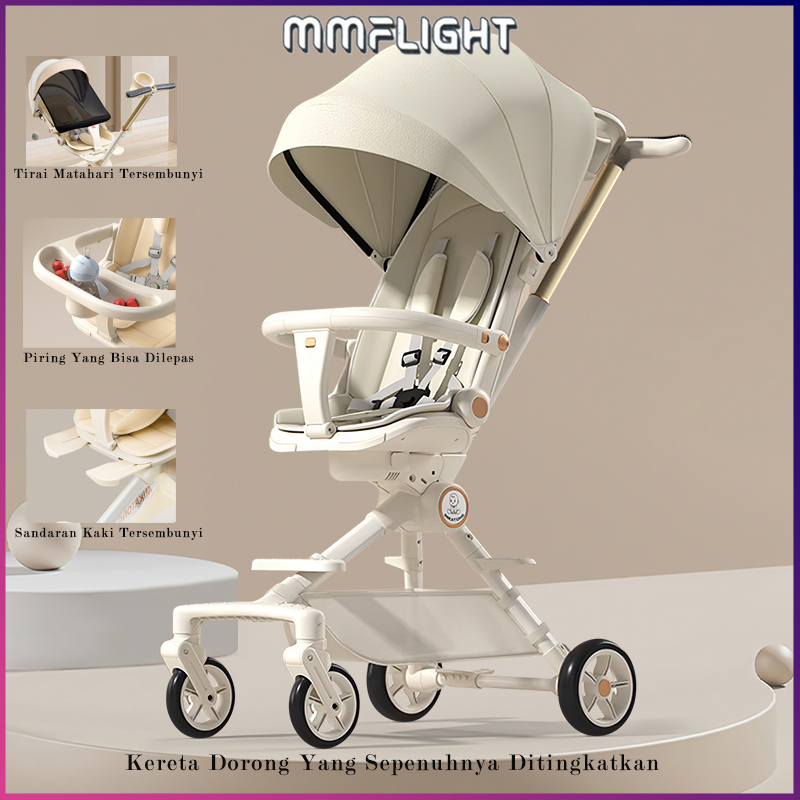 MMFLIGHT
Tirai Matahari Tersembunyi
Piring Yang Bisa Dilepas
Sandaran Kaki Tersembunyi
Kereta Dorong Yang Sepenuhnya Ditingkatkan